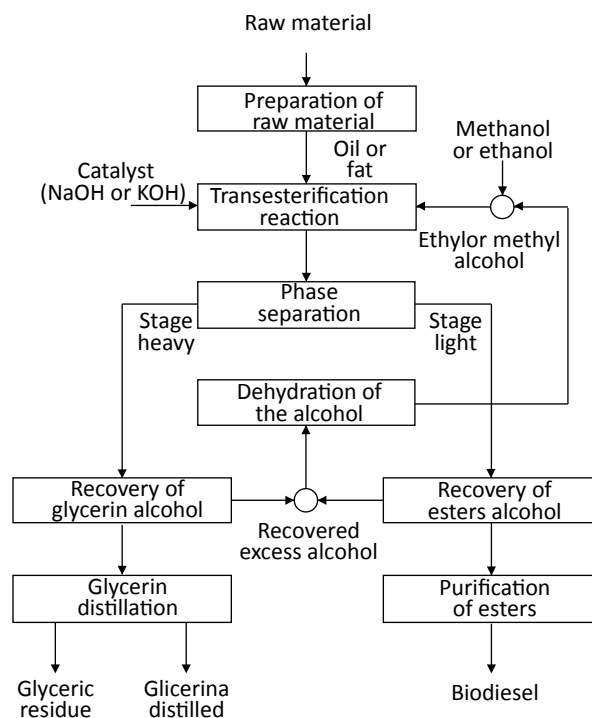 Raw material
Preparation of
raw material
Methanol
or ethanol
Oil or
fat
Catalyst
(NaOH or KOH)
Transesterification
reaction
Ethylor methyl
alcohol
Phase
separation
Stage
heavy
Stage
light
Dehydration of
the alcohol
Recovery of
glycerin alcohol
Recovered
excess alcohol
Recovery of
esters alcohol
Glycerin
distillation
Purification
of esters
Glyceric
residue
Glicerina
distilled
Biodiesel